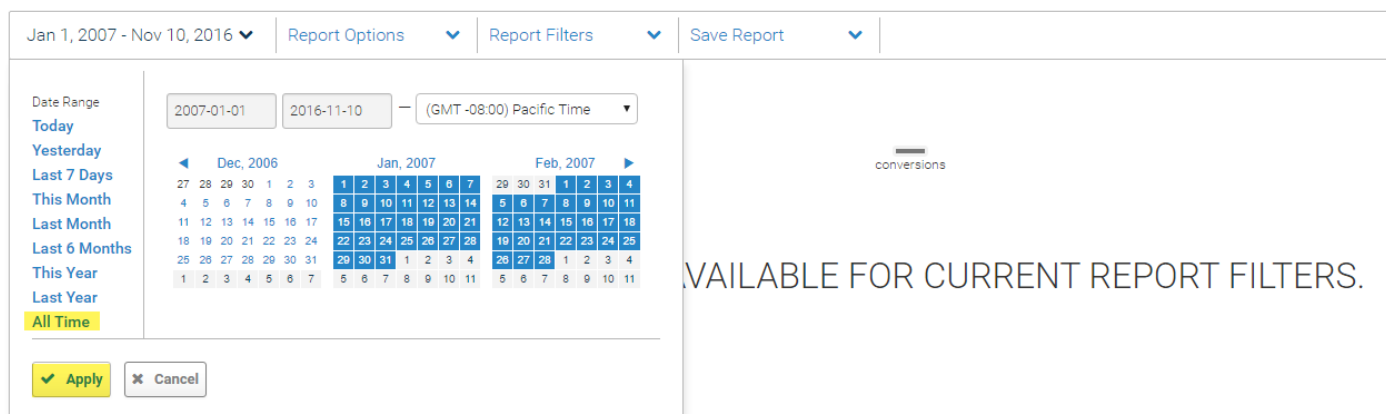 Jan 1, 2007 - Nov 10, 2016 Report Options Report Filters Save Report
Date Range
Today
Yesterday
Last 7 Days
This Month
Last Month
Last 6 Months
This Year
Last Year
All Time
2007-01-01 2016-11-10 — (GMT -08:00) Pacific Time
Dec, 2006 Jan, 2007 Feb, 2007
27 28 29 30 1 2 3 1 2 3 4 5 6 7 29 30 31 1 2 3 4
4 5 6 7 8 9 10 8 9 10 11 12 13 14 5 6 7 8 9 10 11
11 12 13 14 15 16 17 15 16 17 18 19 20 21 12 13 14 15 16 17 18
18 19 20 21 22 23 24 22 23 24 25 26 27 28 19 20 21 22 23 24 25
25 26 27 28 29 30 31 29 30 31 1 2 3 4 26 27 28 1 2 3 4
1 2 3 4 5 6 7 5 6 7 8 9 10 11 5 6 7 8 9 10 11
Apply Cancel
conversions
VAILABLE FOR CURRENT REPORT FILTERS.